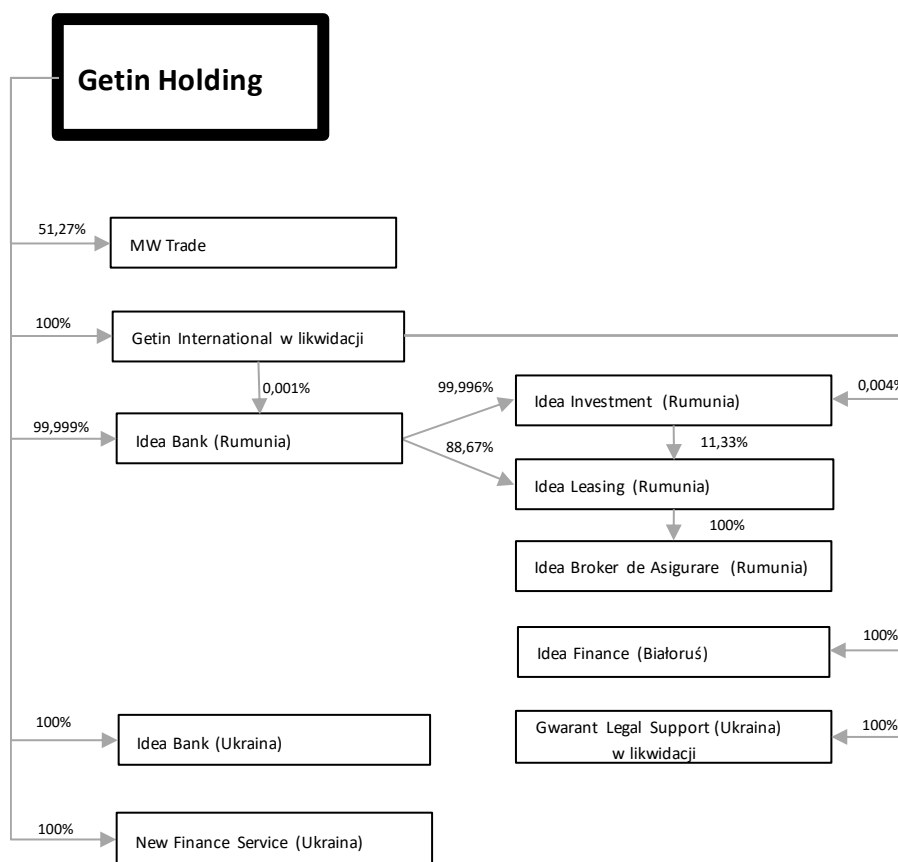 Getin Holding
51,27%
MW Trade
100%
Getin International w likwidacji
0,001%
99,996%
Idea Investment (Rumunia)
0,004%
99,999%
Idea Bank (Rumunia)
88,67%
11,33%
Idea Leasing (Rumunia)
100%
Idea Broker de Asigurare (Rumunia)
Idea Finance (Białoruś)
100%
100%
Idea Bank (Ukraina)
Gwarant Legal Support (Ukraina)
w likwidacji
100%
100%
New Finance Service (Ukraina)